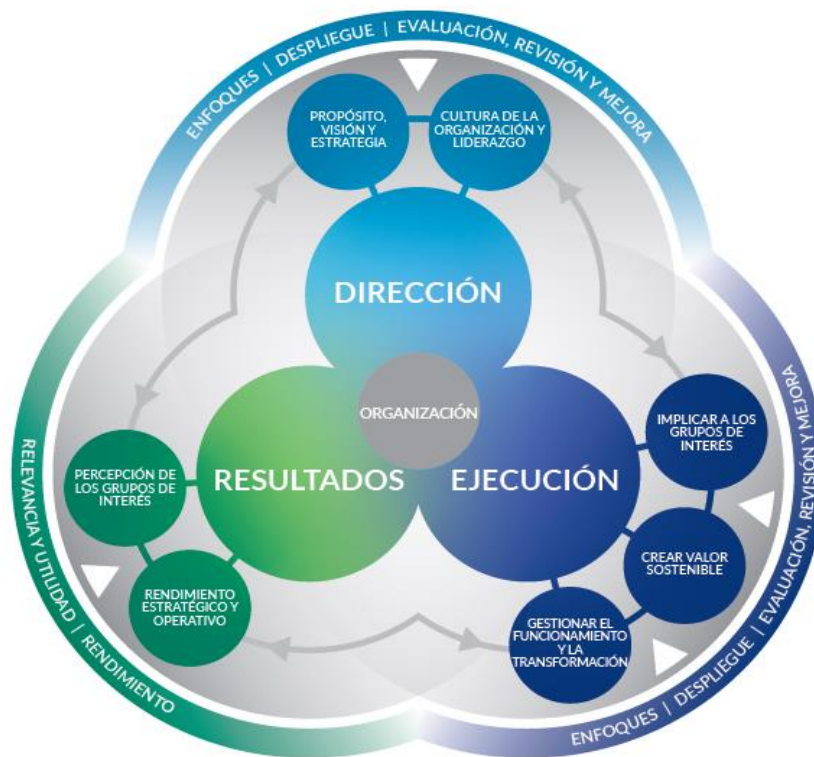 ENFOQUES | DESPLIEGUE | EVALUACIÓN, REVISIÓN Y MEJORA
PROPÓSITO,
VISIÓN Y
ESTRATEGIA
CULTURA DE LA
ORGANIZACIÓN Y
LIDERAZGO
DIRECCIÓN
ORGANIZACIÓN
RESULTADOS
EJECUCIÓN
IMPLICAR A LOS
GRUPOS DE
INTERÉS
CREAR VALOR
SOSTENIBLE
GESTIONAR EL
FUNCIONAMIENTO
Y LA
TRANSFORMACIÓN
ENFOQUES | DESPLIEGUE | EVALUACIÓN, REVISIÓN Y MEJORA
PERCEPCIÓN DE
LOS GRUPOS DE
INTERÉS
RENDIMIENTO
ESTRATÉGICO Y
OPERATIVO
RELEVANCIA Y UTILIDAD | RENDIMIENTO